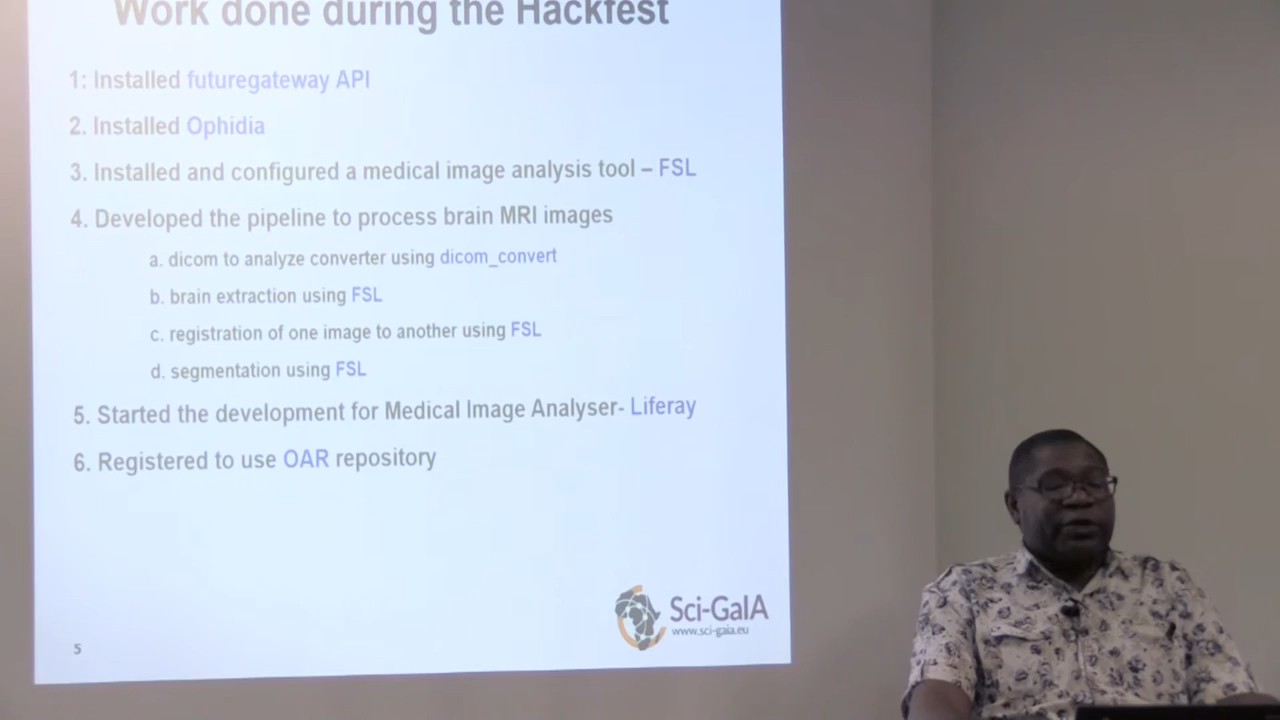 Work done during the Hackfest
1: Installed futuregateway API
2. Installed Ophidia
3. Installed and configured a medical image analysis tool – FSL
4. Developed the pipeline to process brain MRI images
a. dicom to analyze converter using dicom_convert
b. brain extraction using FSL
c. registration of one image to another using FSL
d. segmentation using FSL
5. Started the development for Medical Image Analyser- Liferay
6. Registered to use OAR repository
Sci-GaIA
www.sci-gaia.eu
5